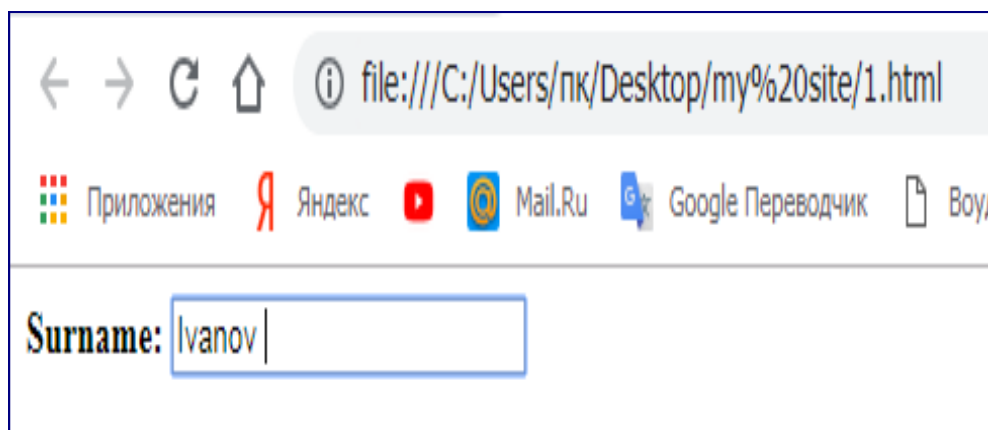 file:///C:/Users/пк/Desktop/my%20site/1.html
Приложения Яндекс Mail.Ru Google Переводчик
Surname: Ivanov